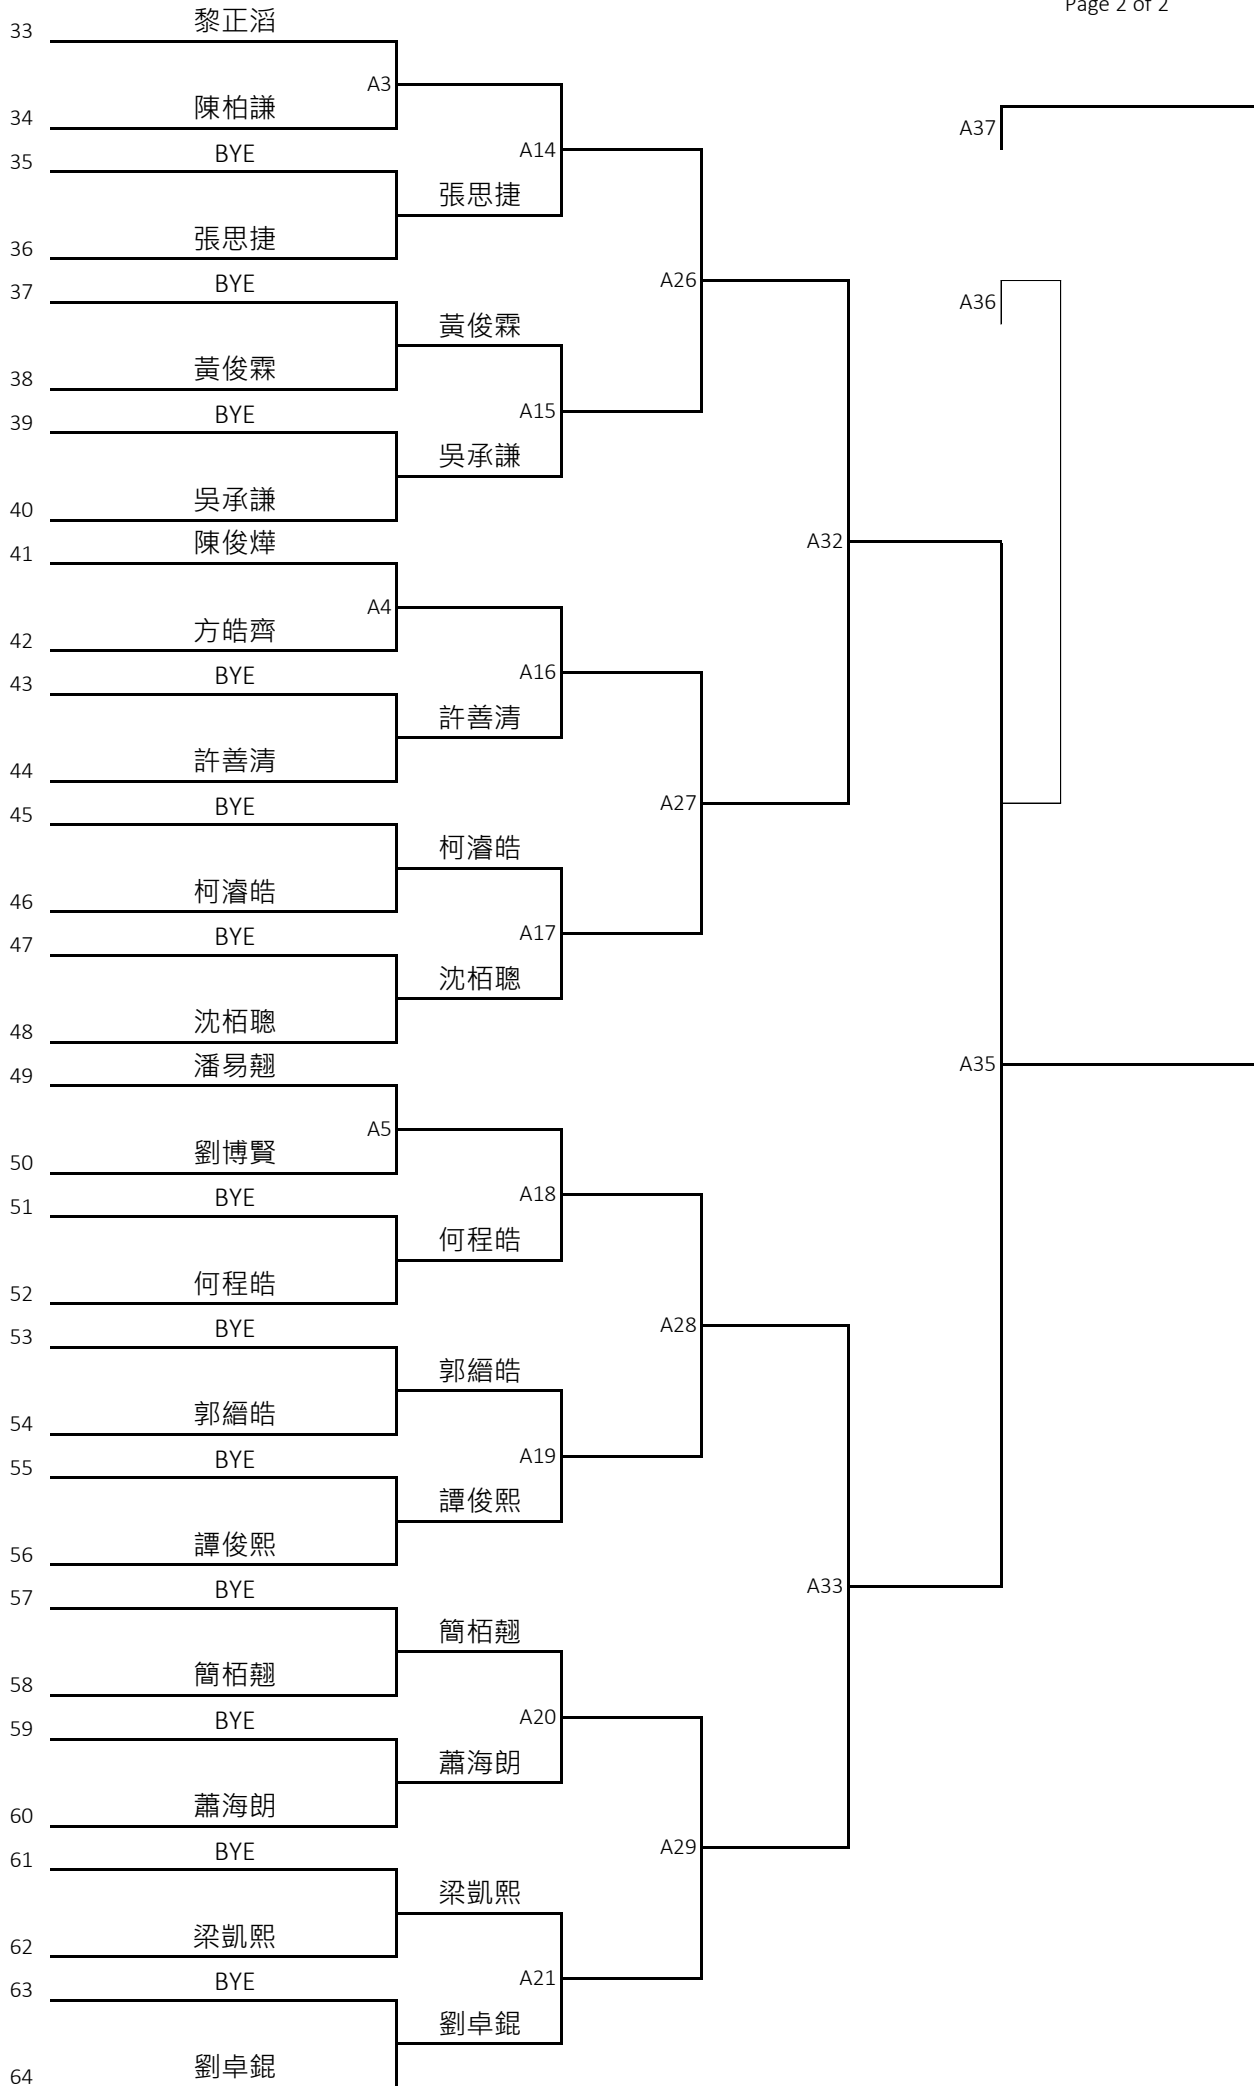 Page 2 of 2
33 黎正滔
A3
34 陳柏謙
A37
35 BYE
A14
張思捷
36 張思捷
37 BYE
A26
A36
黃俊霖
38 黃俊霖
39 BYE
A15
吳承謙
40 吳承謙
41 陳俊燁
A32
A4
42 方皓齊
43 BYE
A16
許善清
44 許善清
45 BYE
A27
柯濬皓
46 柯濬皓
47 BYE
A17
沈栢聰
48 沈栢聰
49 潘易翹
A35
A5
50 劉博賢
51 BYE
A18
何程皓
52 何程皓
53 BYE
A28
郭縉皓
54 郭縉皓
55 BYE
A19
譚俊熙
56 譚俊熙
57 BYE
A33
簡栢翹
58 簡栢翹
59 BYE
A20
蕭海朗
60 蕭海朗
61 BYE
A29
梁凱熙
62 梁凱熙
63 BYE
A21
劉卓錕
64 劉卓錕